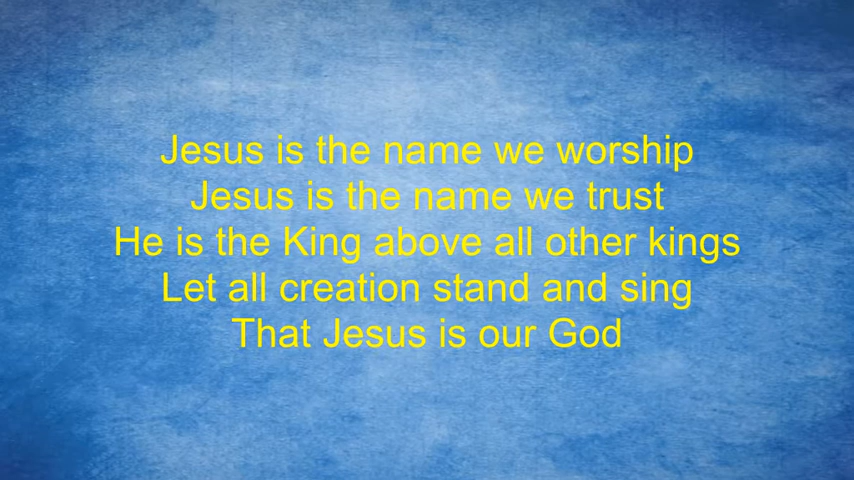 Jesus is the name we worship
Jesus is the name we trust
He is the King above all other kings
Let all creation stand and sing
That Jesus is our God